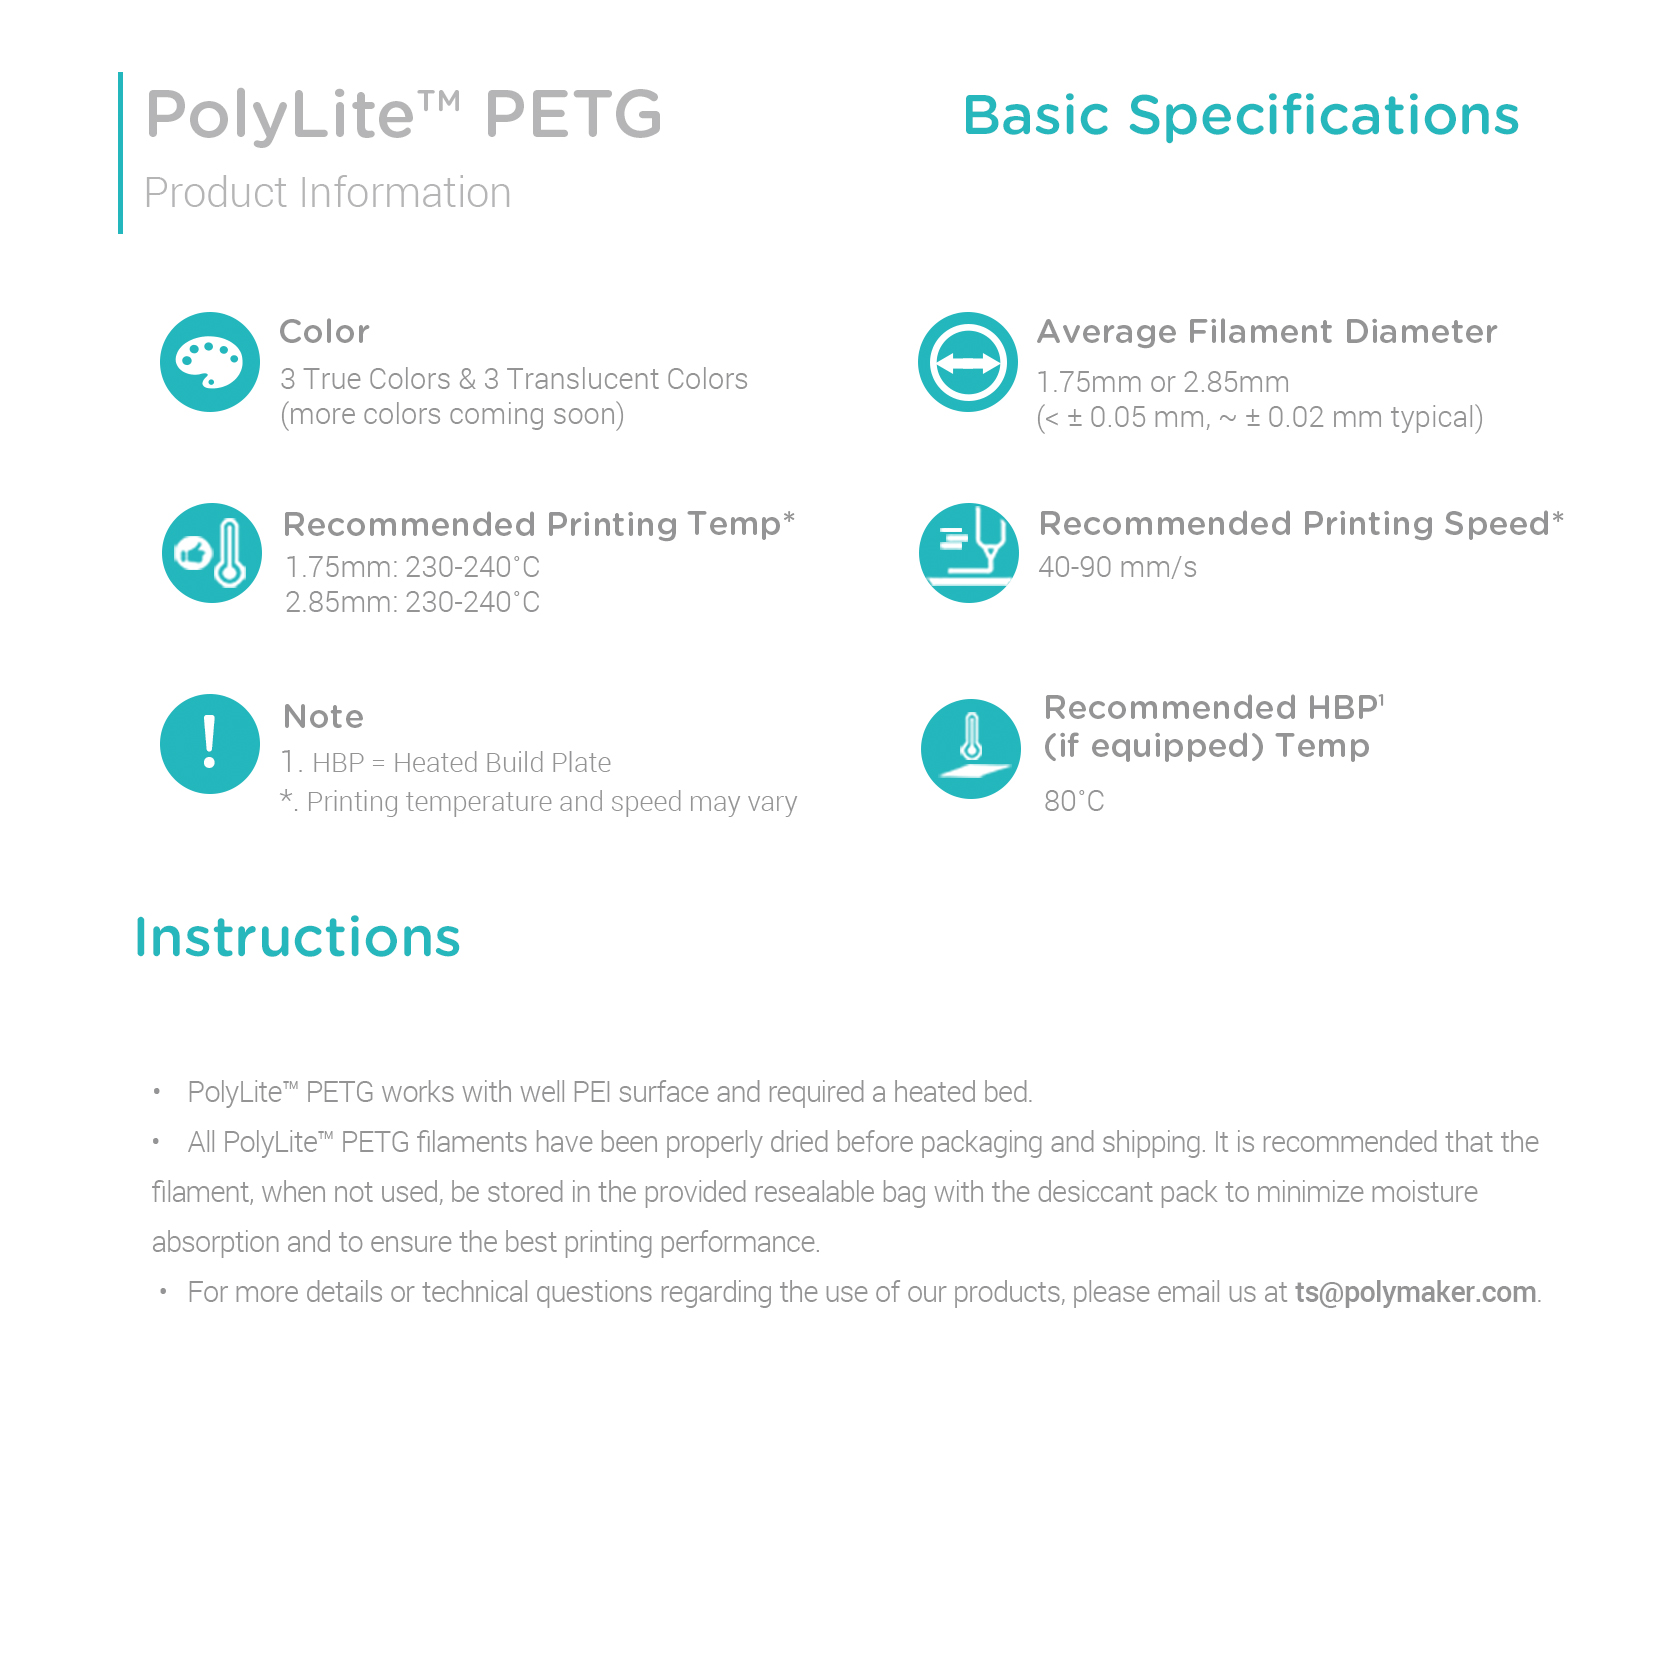 PolyLite™ PETG
Product Information
Basic Specifications
Color
3 True Colors & 3 Translucent Colors
(more colors coming soon)
Average Filament Diameter
1.75mm or 2.85mm
(< ± 0.05 mm, ~ ± 0.02 mm typical)
Recommended Printing Temp*
1.75mm: 230-240˚C
2.85mm: 230-240˚C
Recommended Printing Speed*
40-90 mm/s
Note
1. HBP = Heated Build Plate
*. Printing temperature and speed may vary
Recommended HBP¹
(if equipped) Temp
80˚C
Instructions
• PolyLite™ PETG works with well PEI surface and required a heated bed.
• All PolyLite™ PETG filaments have been properly dried before packaging and shipping. It is recommended that the
filament, when not used, be stored in the provided resealable bag with the desiccant pack to minimize moisture
absorption and to ensure the best printing performance.
• For more details or technical questions regarding the use of our products, please email us at ts@polymaker.com.